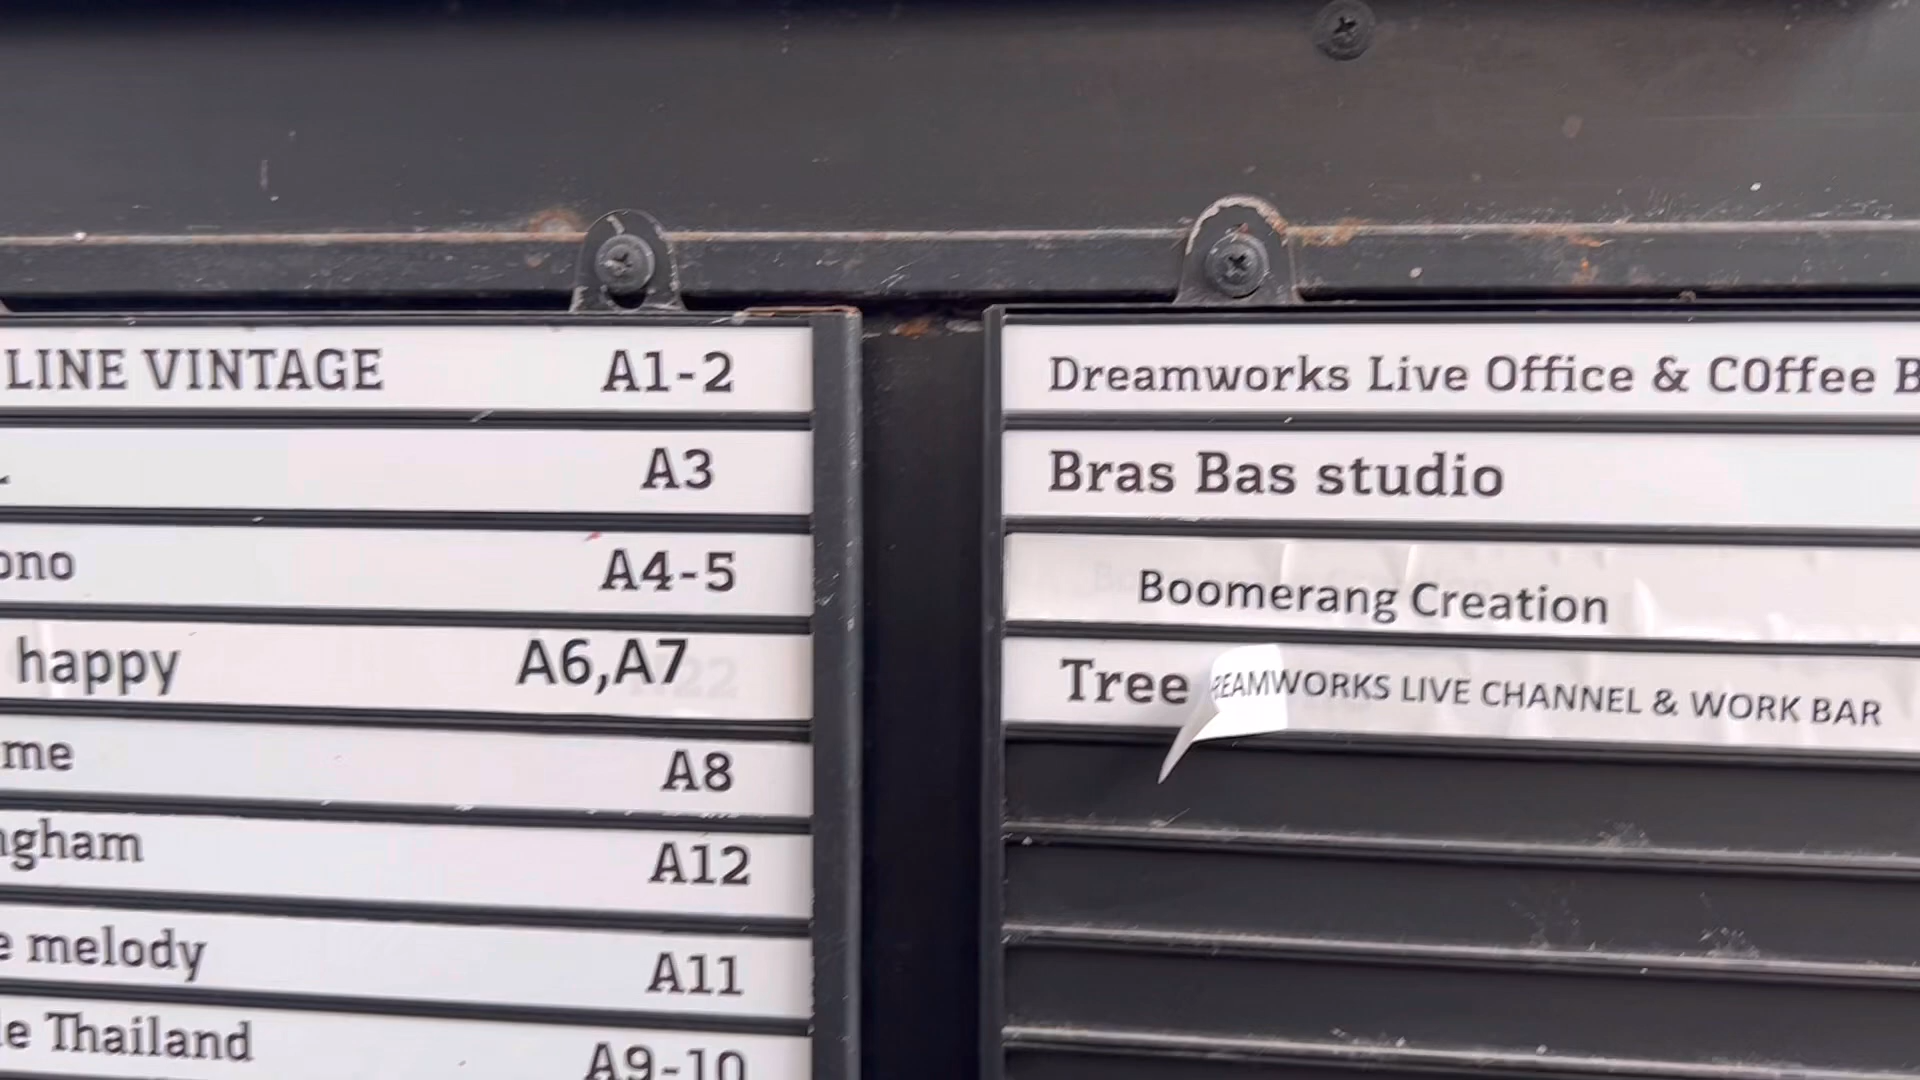 LINE VINTAGE A1-2
A3
ono A4-5
happy A6,A7
me A8
ngham A12
e melody A11
le Thailand A9-10
Dreamworks Live Office & COffee B
Bras Bas studio
Boomerang Creation
Tree REAMWORKS LIVE CHANNEL & WORK BAR